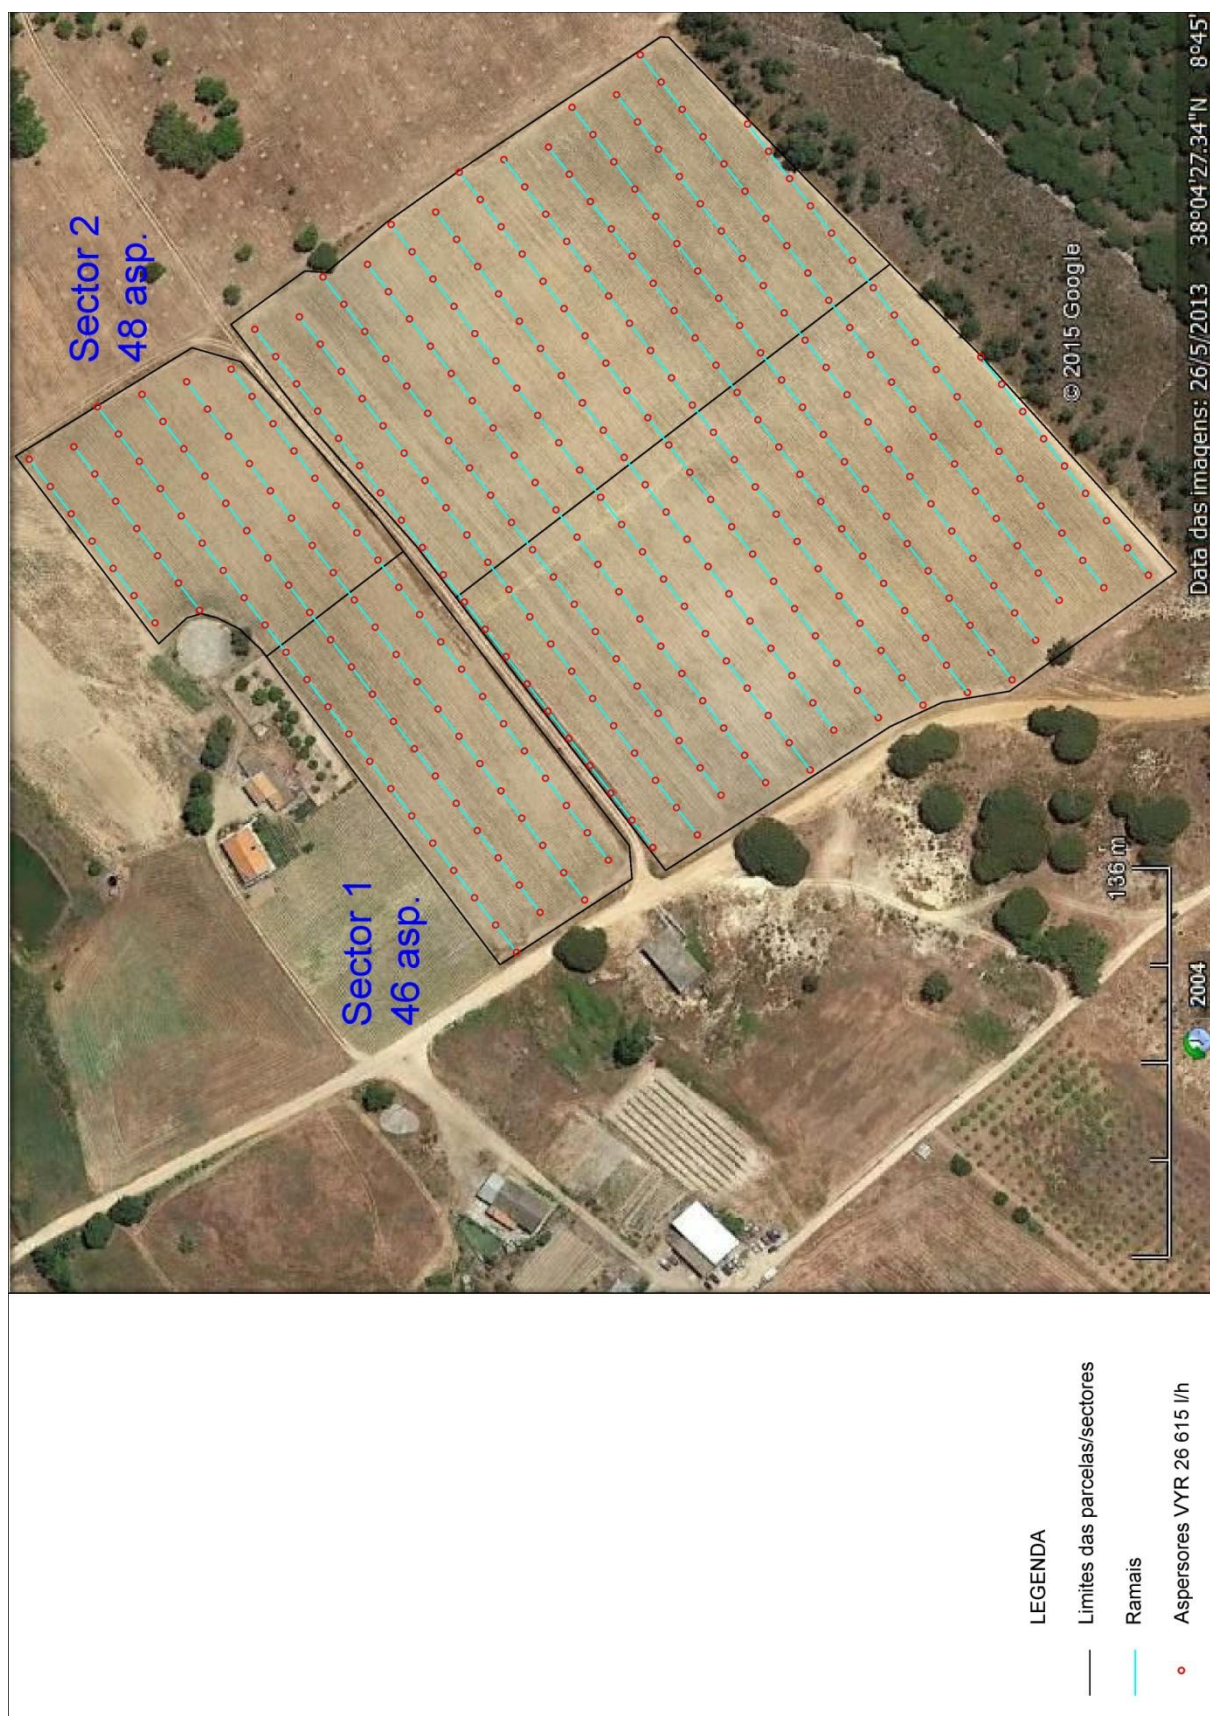 Sector 1
46 asp.
Sector 2
48 asp.
© 2015 Google
136 m
2004
Data das imagens: 26/5/2013 38°04'27.34"N 8°45'
LEGENDA
Limites das parcelas/sectores
Ramais
Aspersores VYR 26 615 l/h